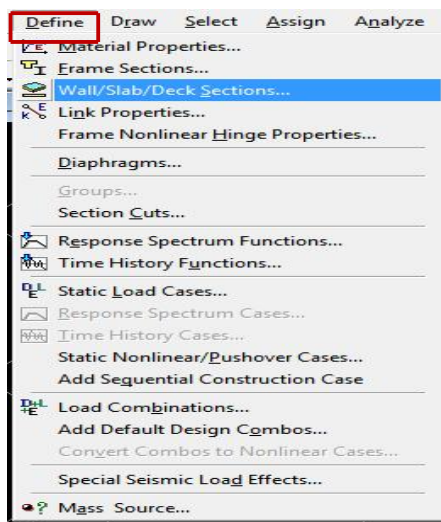 Define Draw Select Assign Analyze
Material Properties...
Frame Sections...
Wall/Slab/Deck Sections...
Link Properties...
Frame Nonlinear Hinge Properties...
Diaphragms...
Groups...
Section Cuts...
Response Spectrum Functions...
Time History Functions...
Static Load Cases...
Response Spectrum Cases...
Time History Cases...
Static Nonlinear/Pushover Cases...
Add Sequential Construction Case
Load Combinations...
Add Default Design Combos...
Convert Combos to Nonlinear Cases...
Special Seismic Load Effects...
Mass Source...